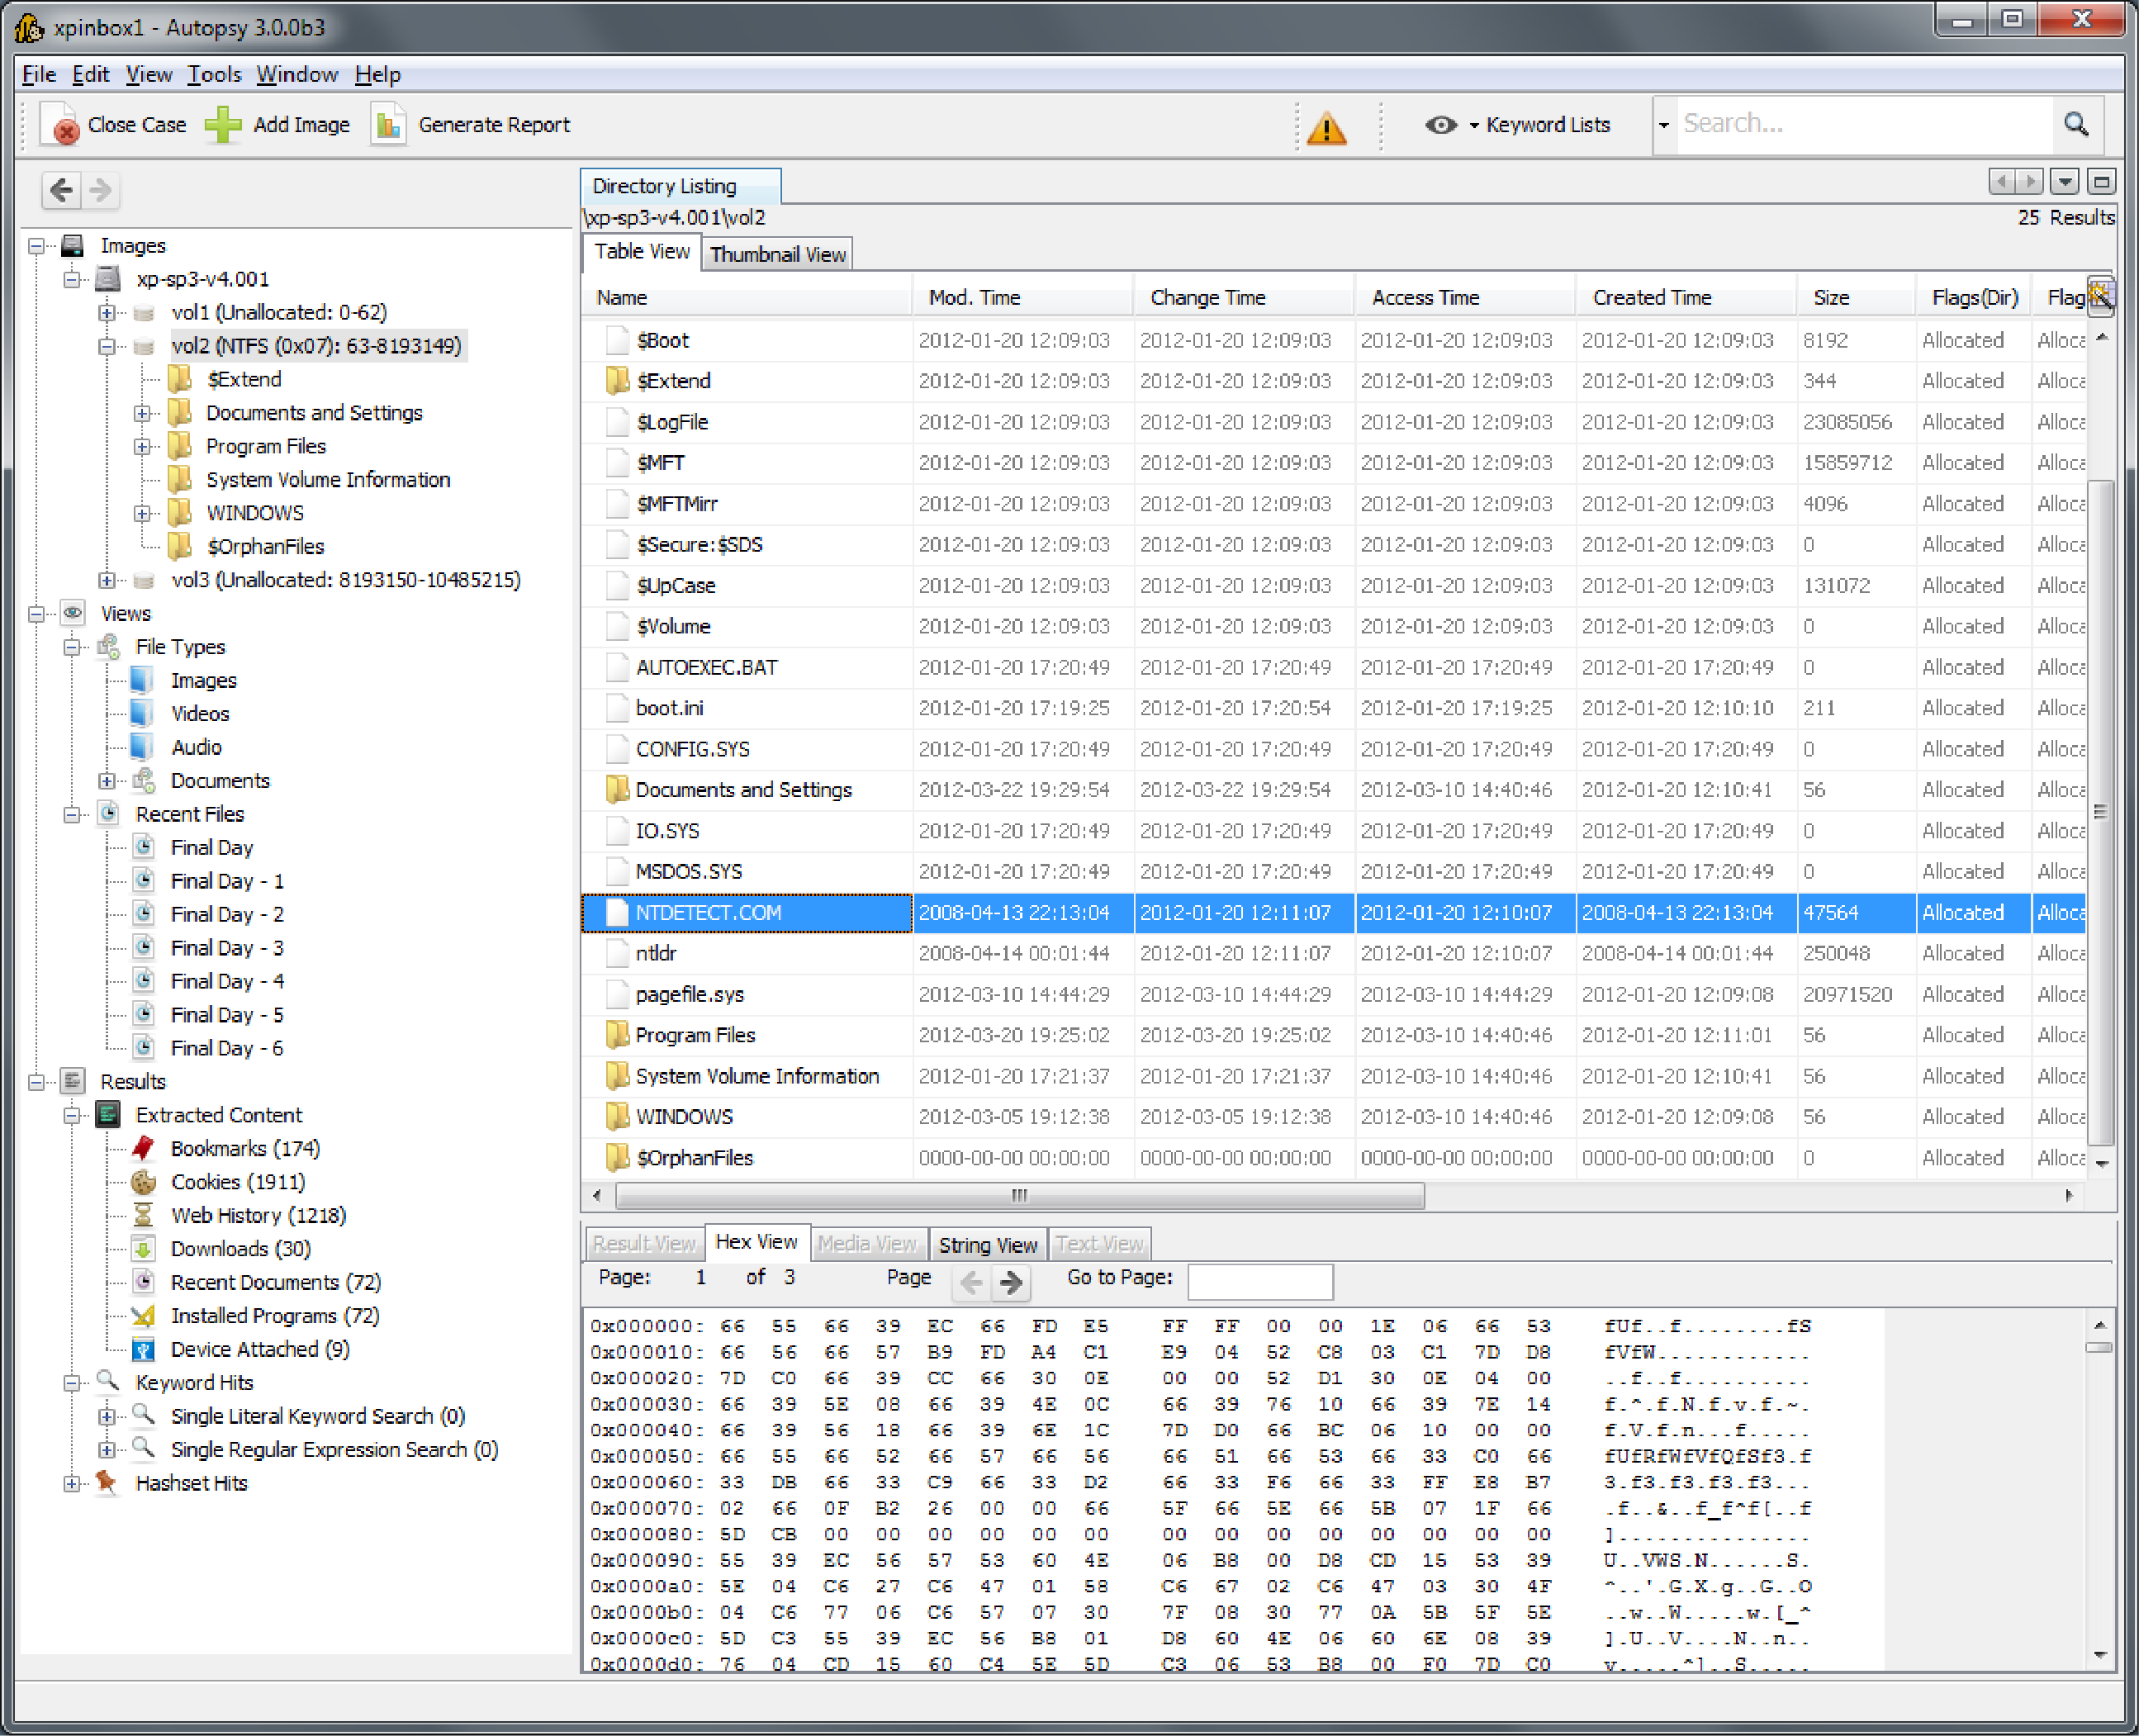 xpinbox1 - Autopsy 3.0.0b3
File Edit View Tools Window Help
Close Case Add Image Generate Report Keyword Lists Search...
Images
xp-sp3-v4.001
vol1 (Unallocated: 0-62)
vol2 (NTFS (0x07): 63-8193149)
$Extend
Documents and Settings
Program Files
System Volume Information
WINDOWS
$OrphanFiles
vol3 (Unallocated: 8193150-10485215)
Views
File Types
Images
Videos
Audio
Documents
Recent Files
Final Day
Final Day - 1
Final Day - 2
Final Day - 3
Final Day - 4
Final Day - 5
Final Day - 6
Results
Extracted Content
Bookmarks (174)
Cookies (1911)
Web History (1218)
Downloads (30)
Recent Documents (72)
Installed Programs (72)
Device Attached (9)
Keyword Hits
Single Literal Keyword Search (0)
Single Regular Expression Search (0)
Hashset Hits
Directory Listing
\xp-sp3-v4.001\vol2 25 Results
Table View Thumbnail View
Name Mod. Time Change Time Access Time Created Time Size Flags(Dir) Flag
$Boot 2012-01-20 12:09:03 2012-01-20 12:09:03 2012-01-20 12:09:03 2012-01-20 12:09:03 8192 Allocated Alloca
$Extend 2012-01-20 12:09:03 2012-01-20 12:09:03 2012-01-20 12:09:03 2012-01-20 12:09:03 344 Allocated Alloca
$LogFile 2012-01-20 12:09:03 2012-01-20 12:09:03 2012-01-20 12:09:03 2012-01-20 12:09:03 23085056 Allocated Alloca
$MFT 2012-01-20 12:09:03 2012-01-20 12:09:03 2012-01-20 12:09:03 2012-01-20 12:09:03 15859712 Allocated Alloca
$MFTMirr 2012-01-20 12:09:03 2012-01-20 12:09:03 2012-01-20 12:09:03 2012-01-20 12:09:03 4096 Allocated Alloca
$Secure:$SDS 2012-01-20 12:09:03 2012-01-20 12:09:03 2012-01-20 12:09:03 2012-01-20 12:09:03 0 Allocated Alloca
$UpCase 2012-01-20 12:09:03 2012-01-20 12:09:03 2012-01-20 12:09:03 2012-01-20 12:09:03 131072 Allocated Alloca
$Volume 2012-01-20 12:09:03 2012-01-20 12:09:03 2012-01-20 12:09:03 2012-01-20 12:09:03 0 Allocated Alloca
AUTOEXEC.BAT 2012-01-20 17:20:49 2012-01-20 17:20:49 2012-01-20 17:20:49 2012-01-20 17:20:49 0 Allocated Alloca
boot.ini 2012-01-20 17:19:25 2012-01-20 17:20:54 2012-01-20 17:19:25 2012-01-20 12:10:10 211 Allocated Alloca
CONFIG.SYS 2012-01-20 17:20:49 2012-01-20 17:20:49 2012-01-20 17:20:49 2012-01-20 17:20:49 0 Allocated Alloca
Documents and Settings 2012-03-22 19:29:54 2012-03-22 19:29:54 2012-03-10 14:40:46 2012-01-20 12:10:41 56 Allocated Alloca
IO.SYS 2012-01-20 17:20:49 2012-01-20 17:20:49 2012-01-20 17:20:49 2012-01-20 17:20:49 0 Allocated Alloca
MSDOS.SYS 2012-01-20 17:20:49 2012-01-20 17:20:49 2012-01-20 17:20:49 2012-01-20 17:20:49 0 Allocated Alloca
NTDETECT.COM 2008-04-13 22:13:04 2012-01-20 12:11:07 2012-01-20 12:10:07 2008-04-13 22:13:04 47564 Allocated Alloca
ntldr 2008-04-14 00:01:44 2012-01-20 12:11:07 2012-01-20 12:10:07 2008-04-14 00:01:44 250048 Allocated Alloca
pagefile.sys 2012-03-10 14:44:29 2012-03-10 14:44:29 2012-03-10 14:44:29 2012-01-20 12:09:08 20971520 Allocated Alloca
Program Files 2012-03-20 19:25:02 2012-03-20 19:25:02 2012-03-10 14:40:46 2012-01-20 12:11:01 56 Allocated Alloca
System Volume Information 2012-01-20 17:21:37 2012-01-20 17:21:37 2012-03-10 14:40:46 2012-01-20 12:10:41 56 Allocated Alloca
WINDOWS 2012-03-05 19:12:38 2012-03-05 19:12:38 2012-03-10 14:40:46 2012-01-20 12:09:08 56 Allocated Alloca
$OrphanFiles 0000-00-00 00:00:00 0000-00-00 00:00:00 0000-00-00 00:00:00 0000-00-00 00:00:00 0 Allocated Alloca
Result View Hex View Media View String View Text View
Page: 1 of 3 Page Go to Page:
0x000000: 66 55 66 39 EC 66 FD E5 FF FF 00 00 1E 06 66 53 fUf..f........fS
0x000010: 66 56 66 57 B9 FD A4 C1 E9 04 52 C8 03 C1 7D D8 fVfW............
0x000020: 7D C0 66 39 CC 66 30 0E 00 00 52 D1 30 0E 04 00 ..f..f..........
0x000030: 66 39 5E 08 66 39 4E 0C 66 39 76 10 66 39 7E 14 f.^.f.N.f.v.f.~.
0x000040: 66 39 56 18 66 39 6E 1C 7D D0 66 BC 06 10 00 00 f.V.f.n...f.....
0x000050: 66 55 66 52 66 57 66 56 66 51 66 53 66 33 C0 66 fUfRfWfVfQfSf3.f
0x000060: 33 DB 66 33 C9 66 33 D2 66 33 F6 66 33 FF E8 B7 3.f3.f3.f3.f3...
0x000070: 02 66 0F B2 26 00 00 66 5F 66 5E 66 5B 07 1F 66 .f..&..f_f^f[..f
0x000080: 5D CB 00 00 00 00 00 00 00 00 00 00 00 00 00 00 ]...............
0x000090: 55 39 EC 56 57 53 60 4E 06 B8 00 D8 CD 15 53 39 U..VWS.N......S.
0x0000a0: 5E 04 C6 27 C6 47 01 58 C6 67 02 C6 47 03 30 4F ^..'.G.X.g..G..O
0x0000b0: 04 C6 77 06 C6 57 07 30 7F 08 30 77 0A 5B 5F 5E ..w..W.....w.[_^
0x0000c0: 5D C3 55 39 EC 56 B8 01 D8 60 4E 06 60 6E 08 39 ].U..V....N..n..
0x0000d0: 76 04 CD 15 60 C4 5E 5D C3 06 53 B8 00 F0 7D C0 v.....^]..S.....